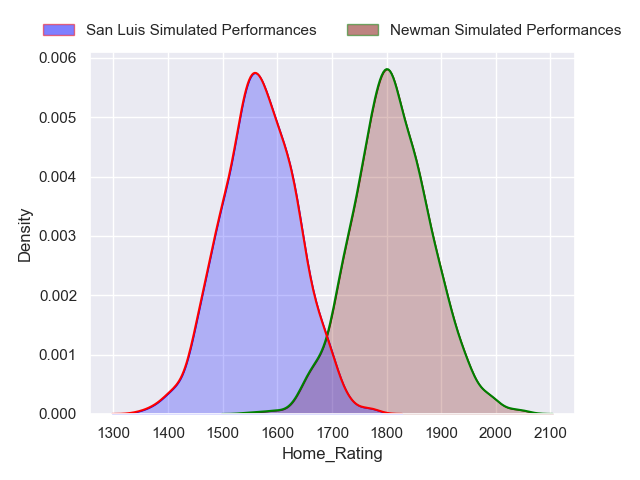 San Luis Simulated Performances Newman Simulated Performances
0.006
0.005
0.004
0.003
0.002
0.001
0.000
Density
1300 1400 1500 1600 1700 1800 1900 2000 2100
Home_Rating